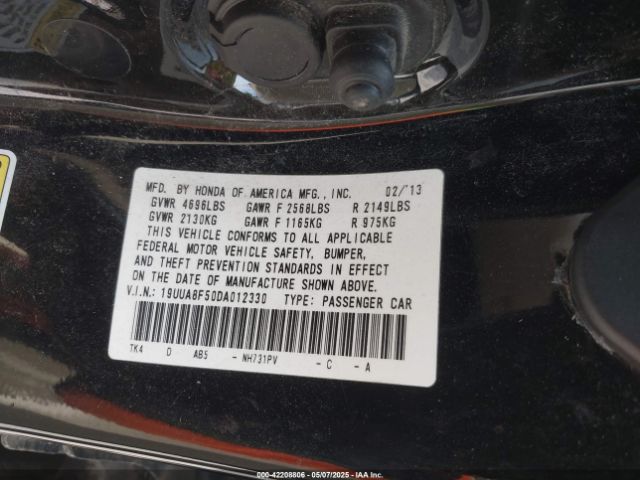 MFD. BY HONDA OF AMERICA MFG., INC. 02/'13
GVWR 4696LBS GAWR F 2568LBS R 2149LBS
GVWR 2130KG GAWR F 1165KG R 975KG
THIS VEHICLE CONFORMS TO ALL APPLICABLE
FEDERAL MOTOR VEHICLE SAFETY, BUMPER,
AND THEFT PREVENTION STANDARDS IN EFFECT
ON THE DATE OF MANUFACTURE SHOWN ABOVE.
V.I.N.: 19UUA8F50DA012330 TYPE: PASSENGER CAR
TK4 D AB5 - NH731PV - C - A
000-42208806 - 05/07/2025 - IAAI.COM